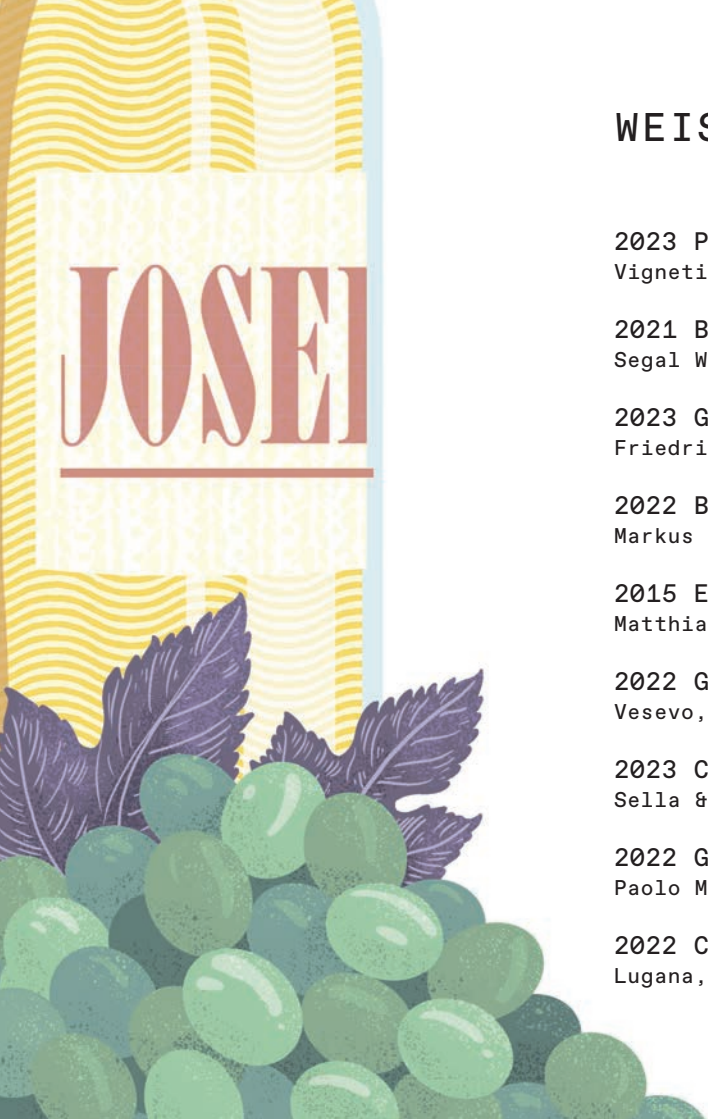 JOSEF
WEIS
2023 P
Vigneti
2021 B
Segal W
2023 G
Friedri
2022 B
Markus
2015 E
Matthia
2022 G
Vesevo,
2023 C
Sella &
2022 G
Paolo M
2022 C
Lugana,